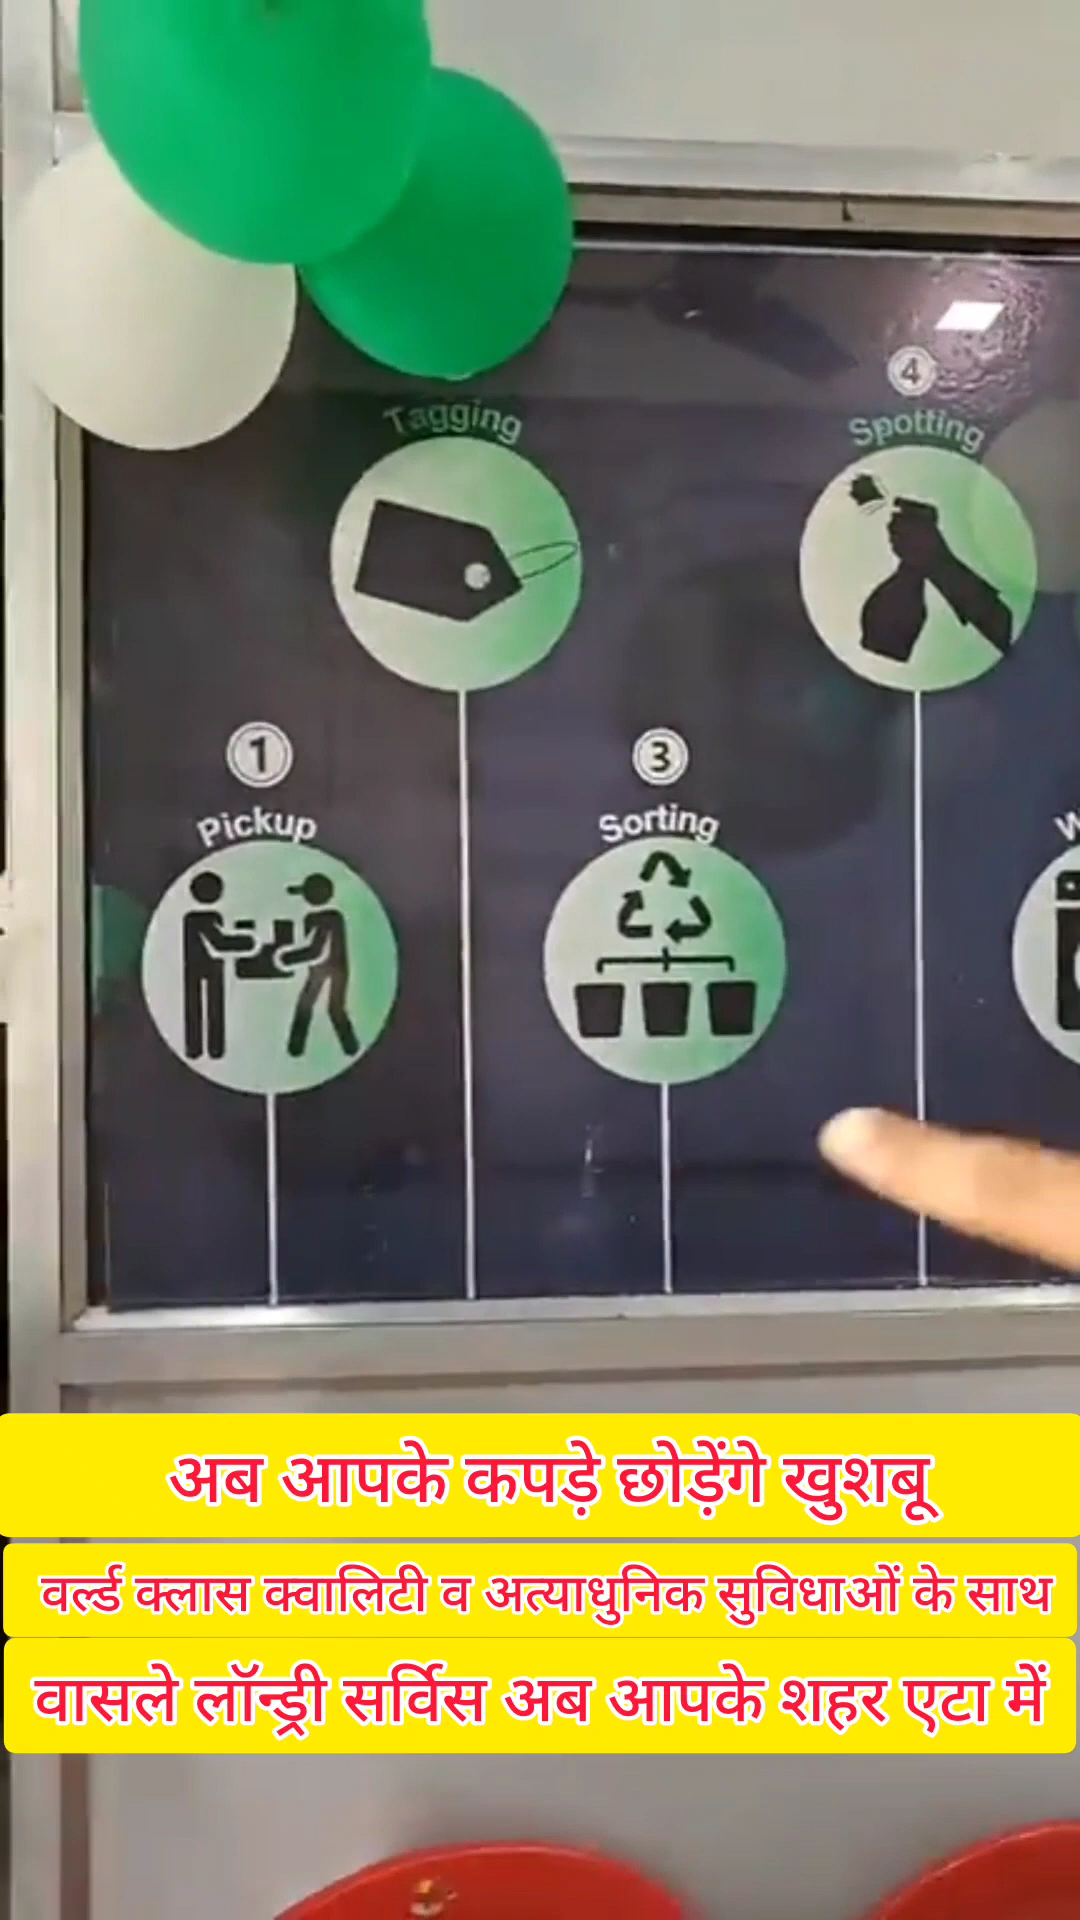 4
Tagging
Spotting
1
3
Pickup
Sorting
अब आपके कपड़े छोड़ेंगे खुशबू
वर्ल्ड क्लास क्वालिटी व अत्याधुनिक सुविधाओं के साथ
वासले लॉन्ड्री सर्विस अब आपके शहर एटा में